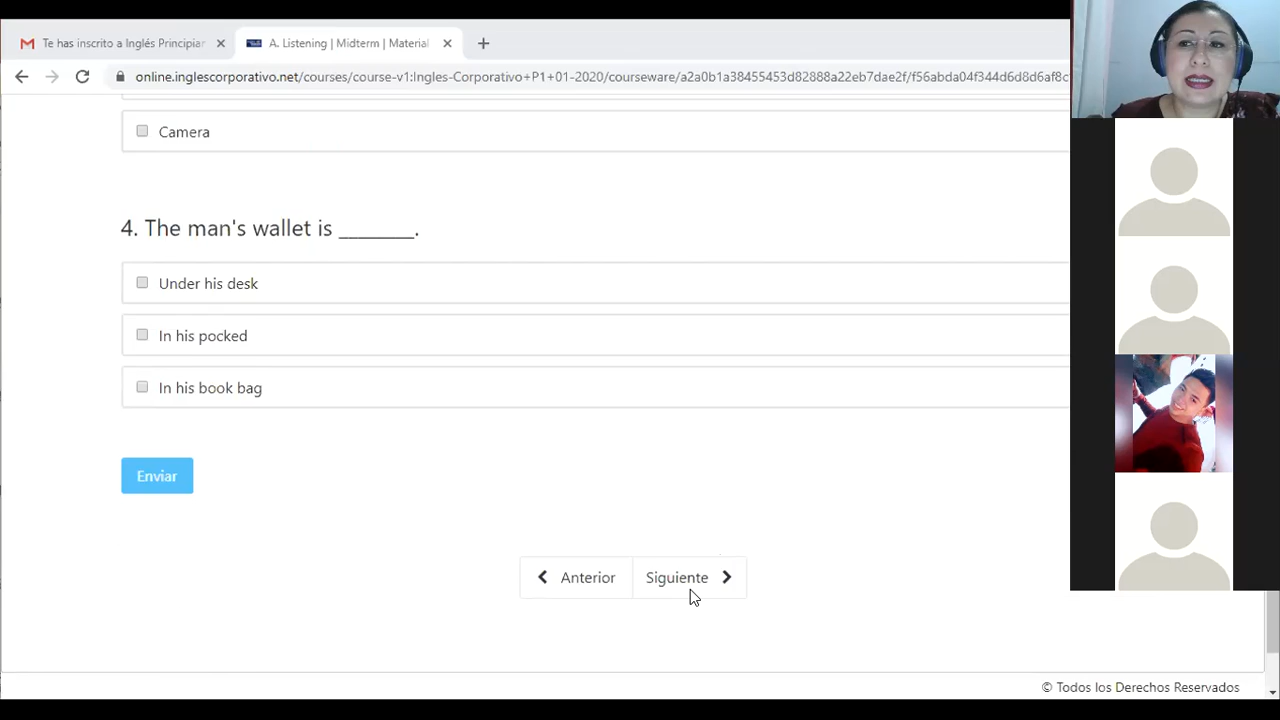 Te has inscrito a Inglés Principiar
A. Listening | Midterm | Material
online.inglescorporativo.net/courses/course-v1:Ingles-Corporativo+P1+01-2020/courseware/a2a0b1a38455453d82808a22eb7dae2f/f56abda04f344d6d8d6af8c
Camera
4. The man's wallet is ________.
Under his desk
In his pocked
In his book bag
Enviar
Anterior
Siguiente
© Todos los Derechos Reservados